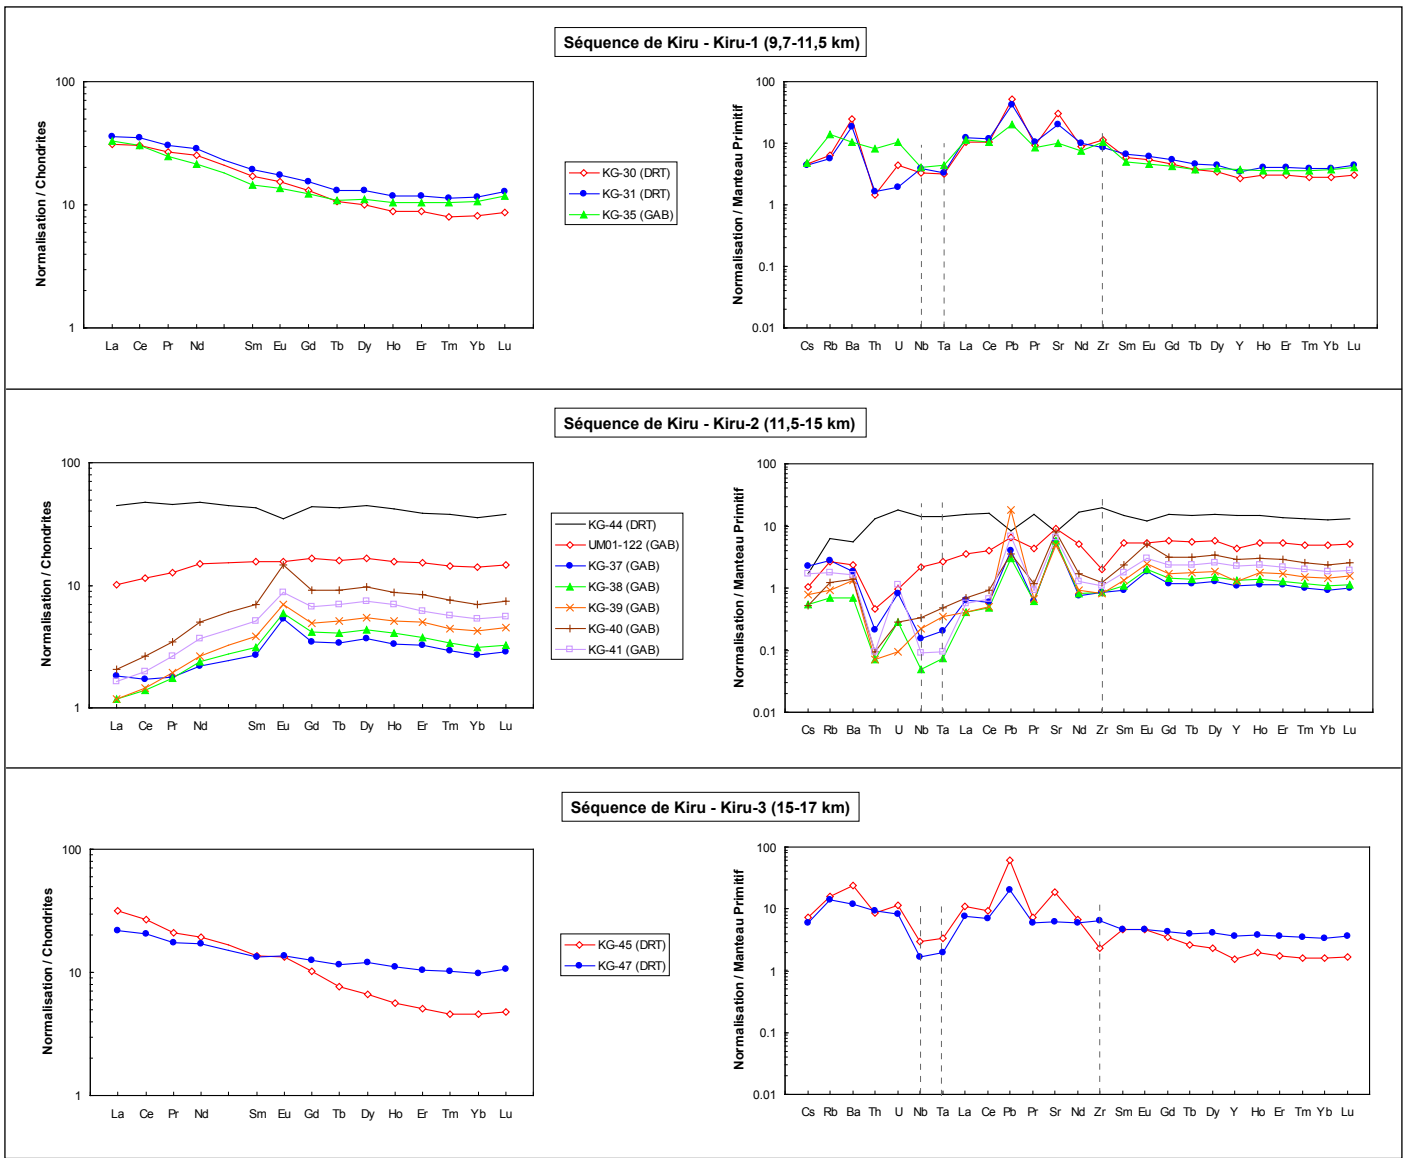 Séquence de Kiru - Kiru-1 (9,7-11,5 km)
Normalisation / Chondrites
100
10
1
La Ce Pr Nd Sm Eu Gd Tb Dy Ho Er Tm Yb Lu
KG-30 (DRT)
KG-31 (DRT)
KG-35 (GAB)
Normalisation / Manteau Primitif
100
10
1
0.1
0.01
Cs Rb Ba Th U Nb Ta La Ce Pb Pr Sr Nd Zr Sm Eu Gd Tb Dy Y Ho Er Tm Yb Lu
Séquence de Kiru - Kiru-2 (11,5-15 km)
Normalisation / Chondrites
100
10
1
La Ce Pr Nd Sm Eu Gd Tb Dy Ho Er Tm Yb Lu
KG-44 (DRT)
UM01-122 (GAB)
KG-37 (GAB)
KG-38 (GAB)
KG-39 (GAB)
KG-40 (GAB)
KG-41 (GAB)
Normalisation / Manteau Primitif
100
10
1
0.1
0.01
Cs Rb Ba Th U Nb Ta La Ce Pb Pr Sr Nd Zr Sm Eu Gd Tb Dy Y Ho Er Tm Yb Lu
Séquence de Kiru - Kiru-3 (15-17 km)
Normalisation / Chondrites
100
10
1
La Ce Pr Nd Sm Eu Gd Tb Dy Ho Er Tm Yb Lu
KG-45 (DRT)
KG-47 (DRT)
Normalisation / Manteau Primitif
100
10
1
0.1
0.01
Cs Rb Ba Th U Nb Ta La Ce Pb Pr Sr Nd Zr Sm Eu Gd Tb Dy Y Ho Er Tm Yb Lu